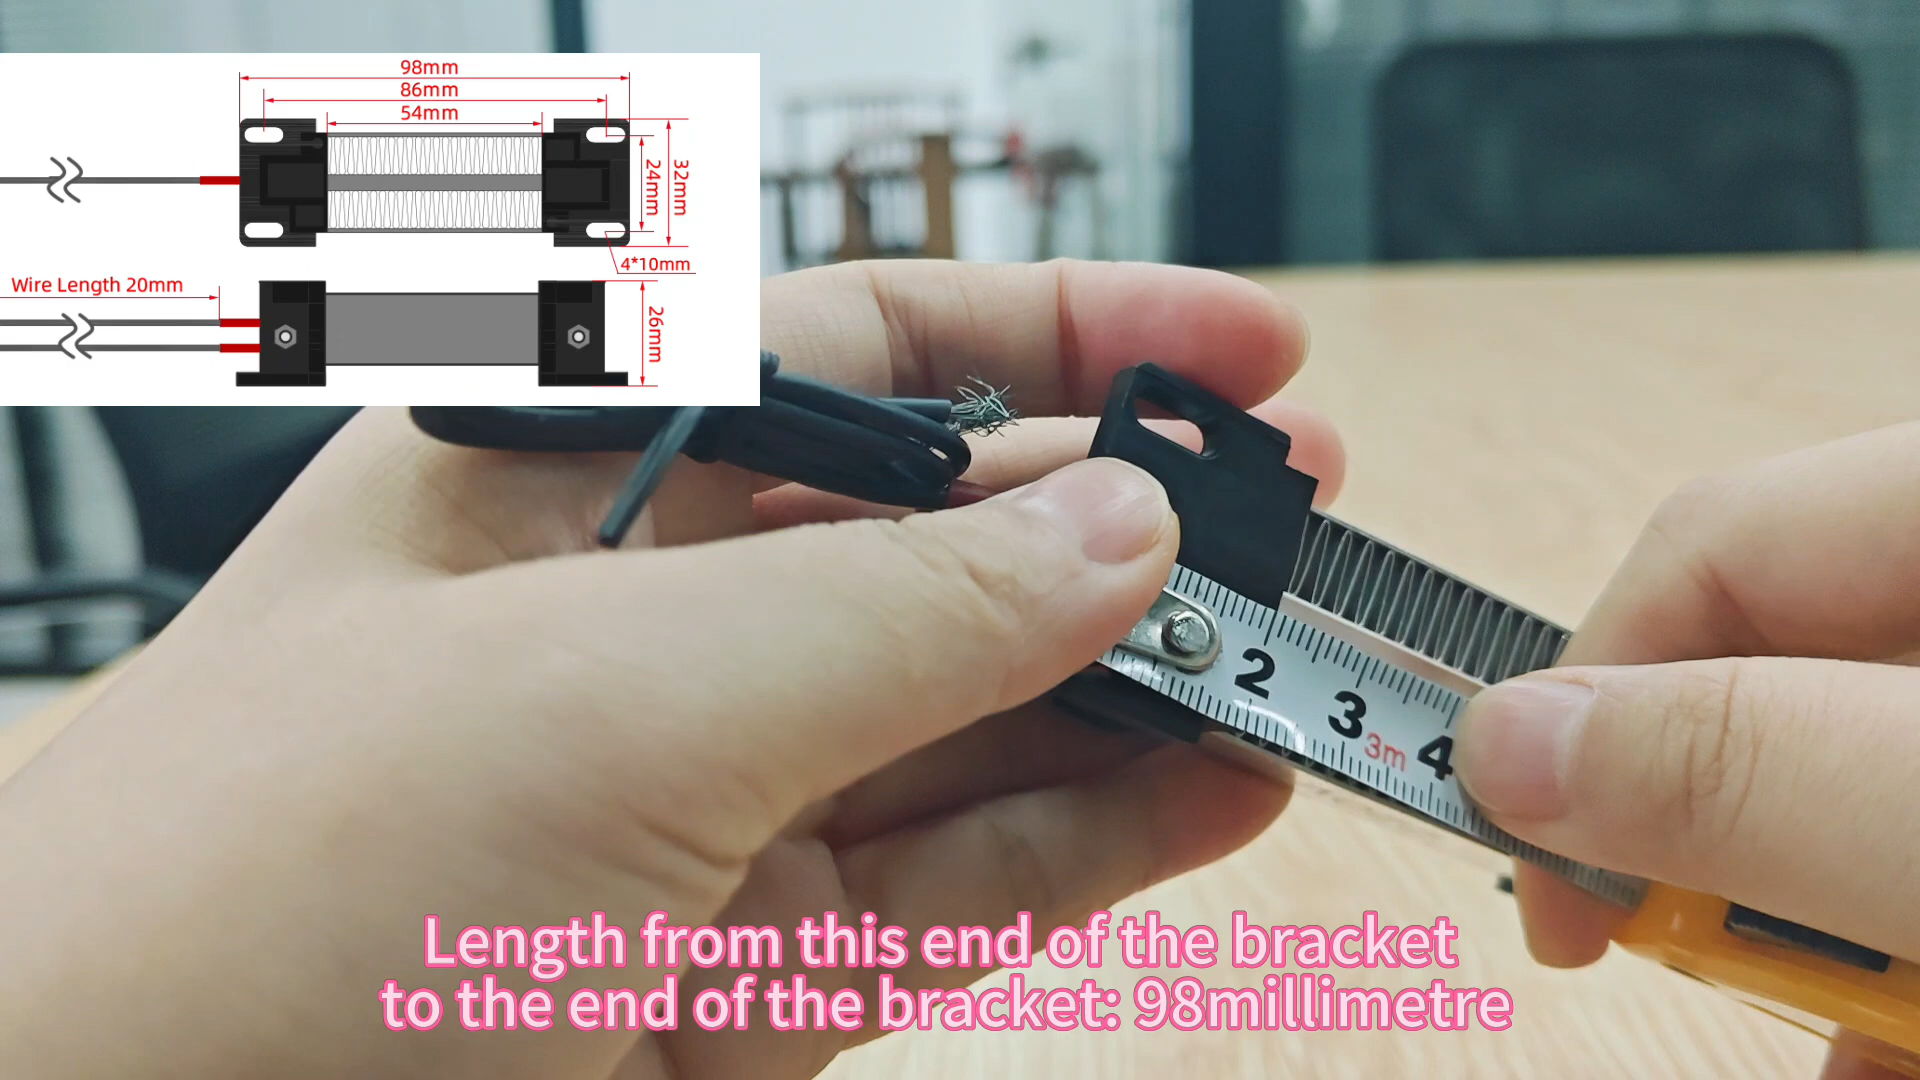 98mm
86mm
54mm
24mm
32mm
4*10mm
Wire Length 20mm
26mm
2
3
3m
4
Length from this end of the bracket
to the end of the bracket: 98millimetre